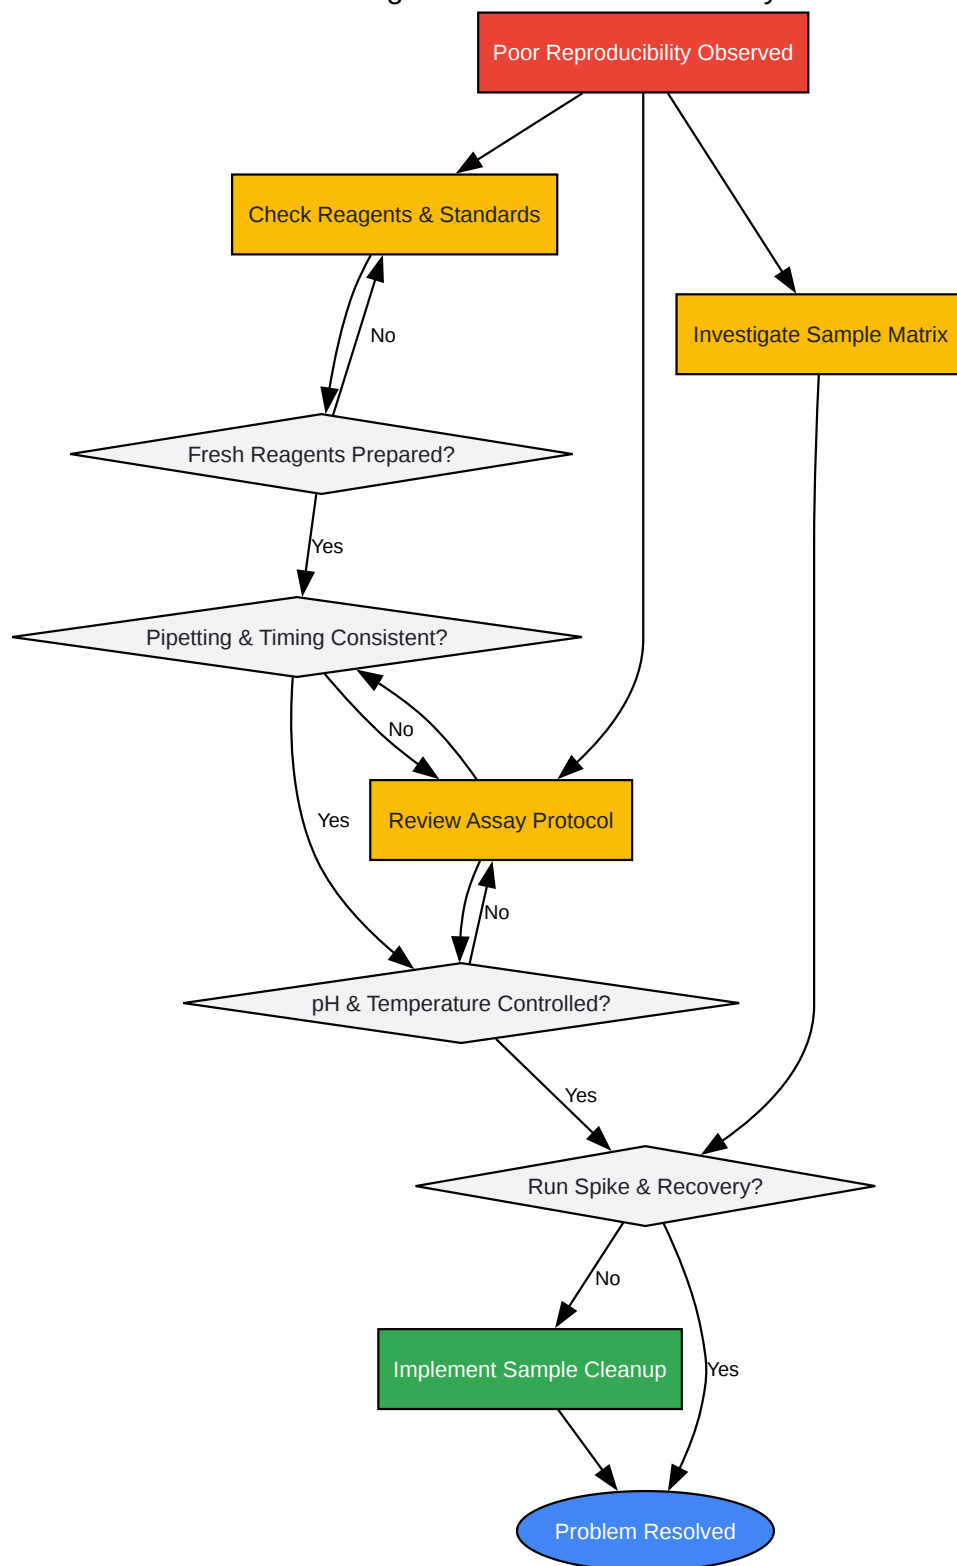 Poor Reproducibility Observed
Check Reagents & Standards
Investigate Sample Matrix
No
Fresh Reagents Prepared?
Yes
Pipetting & Timing Consistent?
No
Yes
Review Assay Protocol
No
pH & Temperature Controlled?
Yes
Run Spike & Recovery?
No
Implement Sample Cleanup
Yes
Problem Resolved